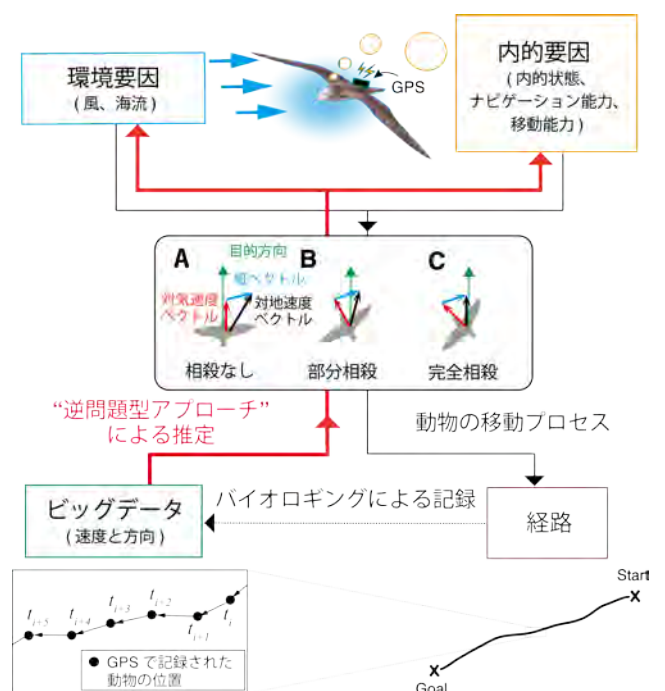 環境要因
(風、海流)
GPS
内的要因
(内的状態、
ナビゲーション能力、
移動能力)
A
目的方向
B
C
風ベクトル
対気速度
ベクトル
対地速度
ベクトル
相殺なし
部分相殺
完全相殺
“逆問題型アプローチ”
による推定
動物の移動プロセス
ビッグデータ
(速度と方向)
バイオロギングによる記録
経路
t i+5
t i+4
t i+3
t i+2
t i+1
t i
GPS で記録された
動物の位置
Start
Goal